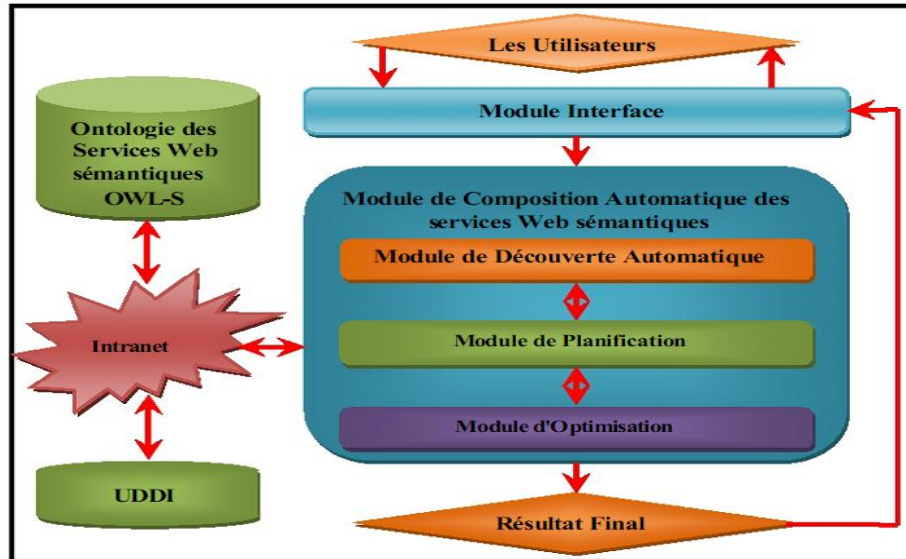 Les Utilisateurs
Module Interface
Ontologie des
Services Web
sémantiques
OWL-S
Module de Composition Automatique des
services Web sémantiques
Module de Découverte Automatique
Intranet
Module de Planification
Module d'Optimisation
UDDI
Résultat Final